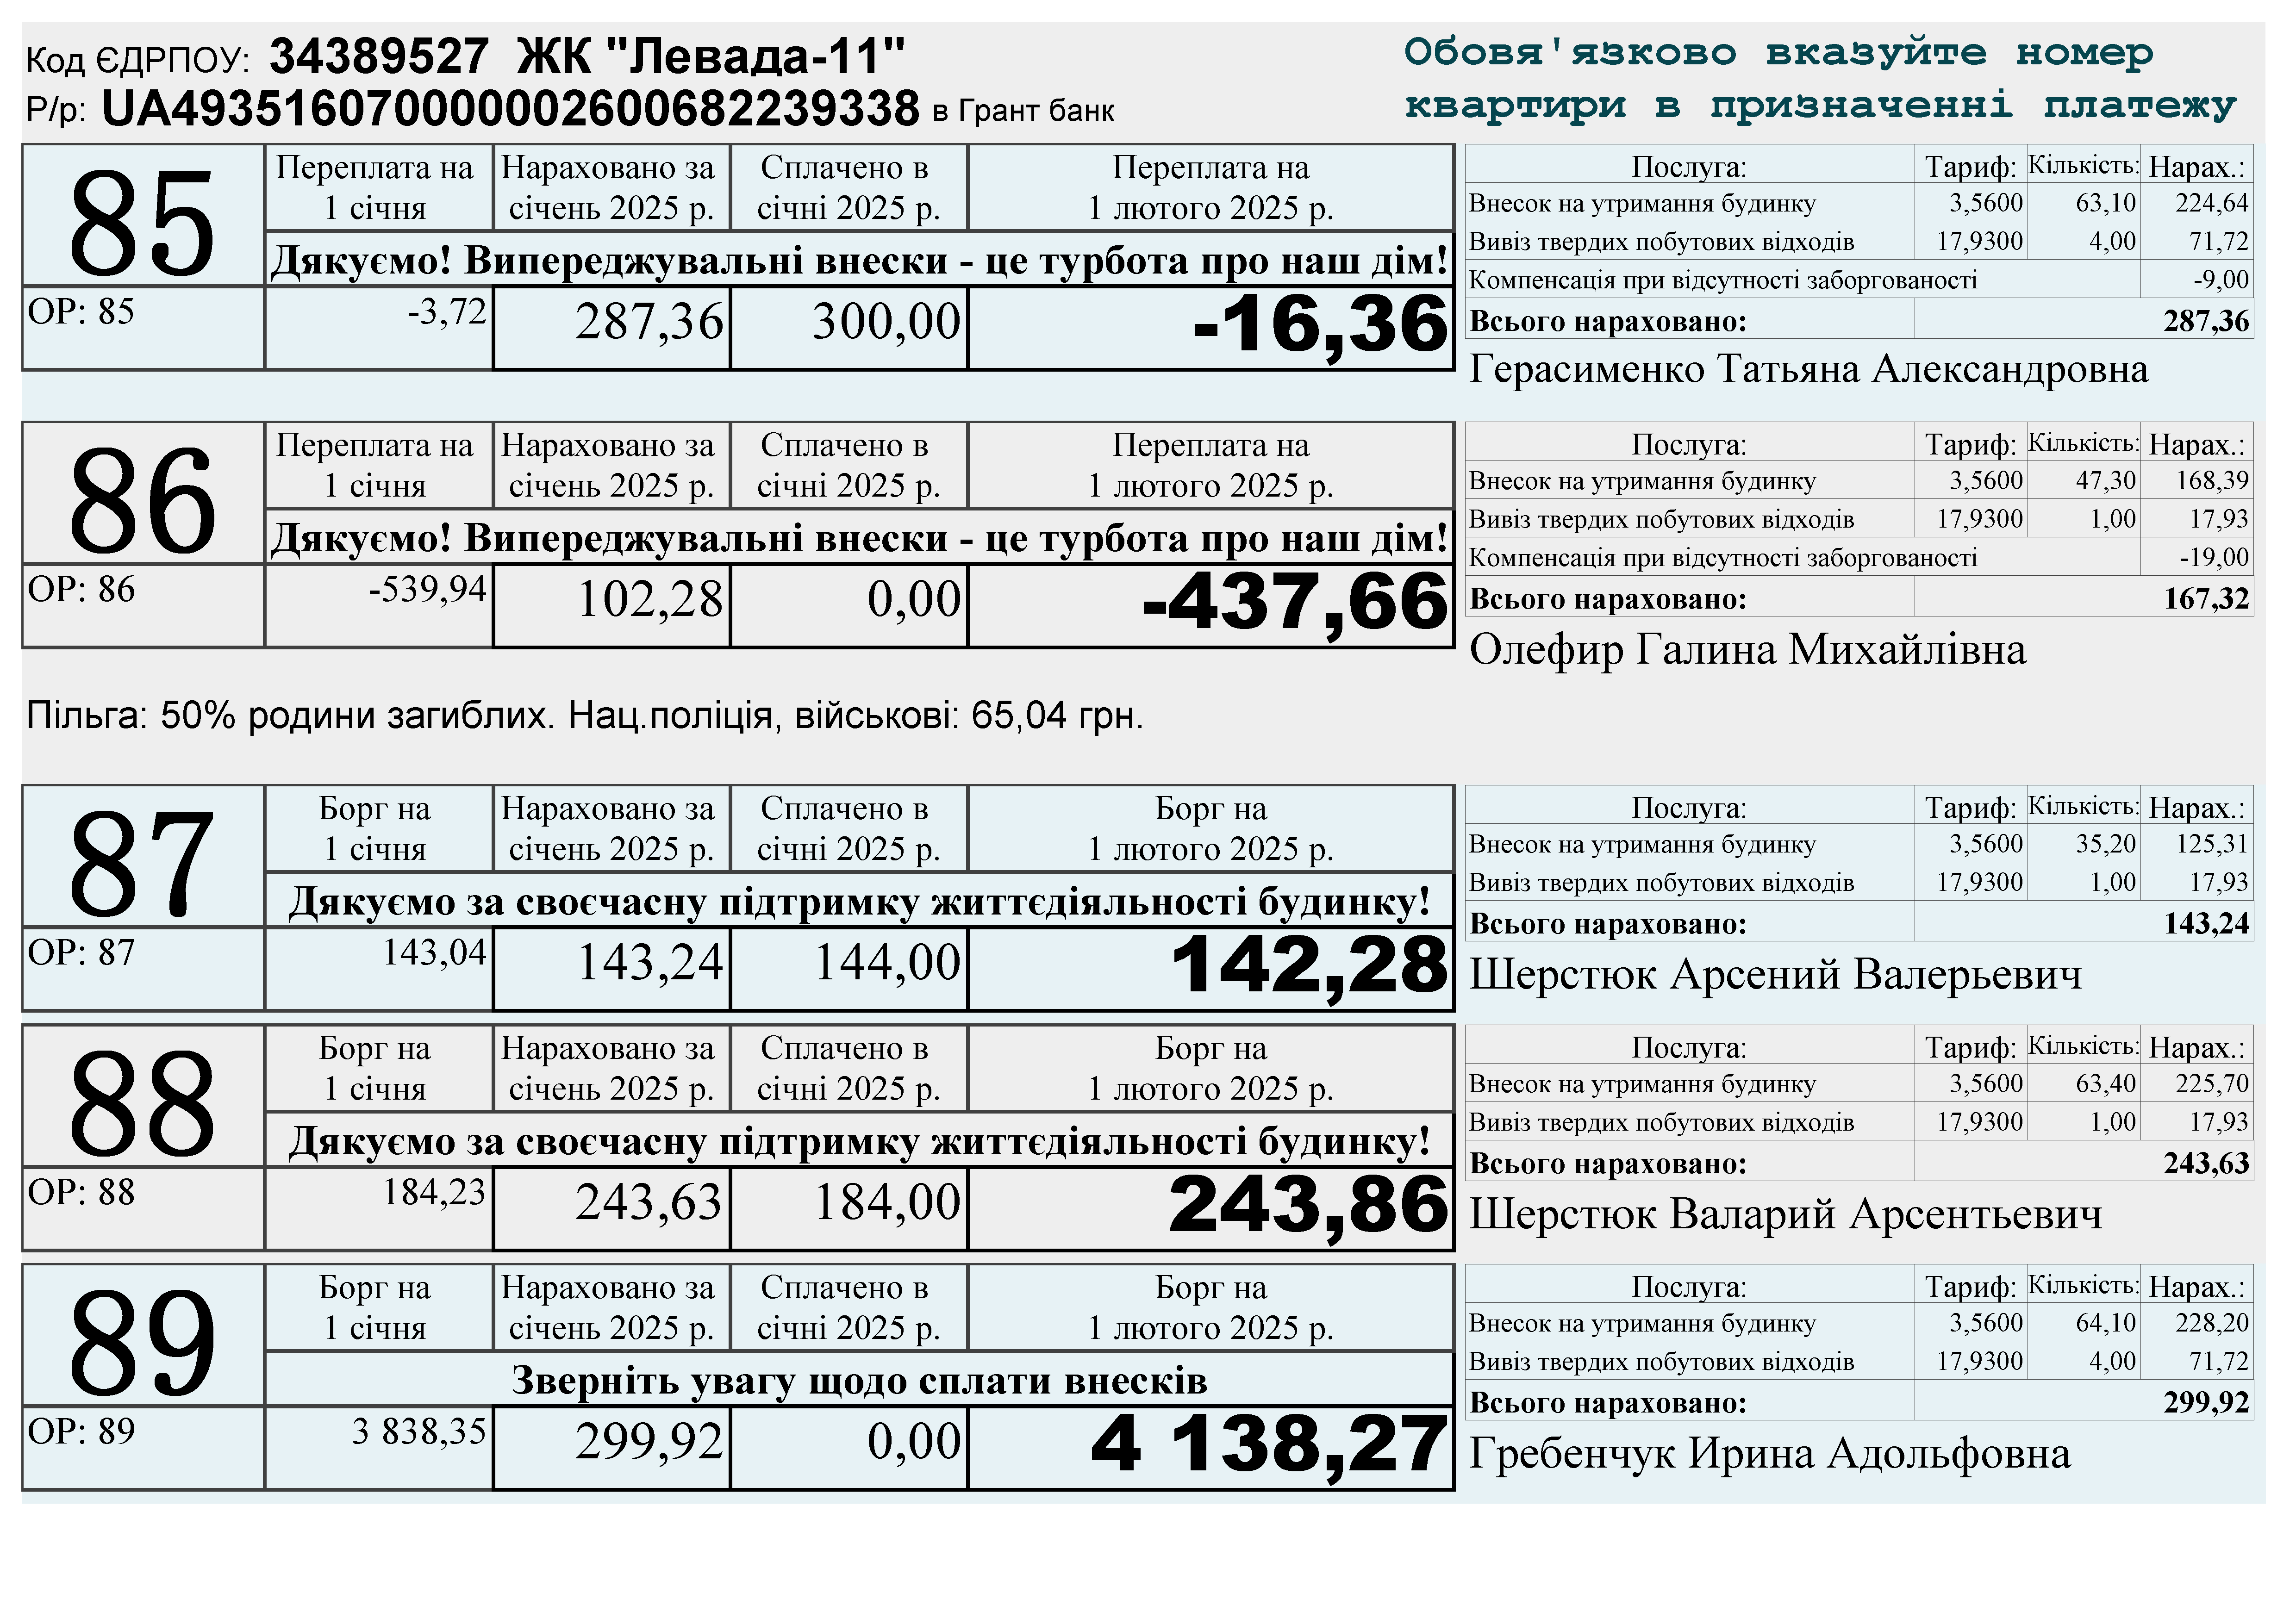 Код ЄДРПОУ: 34389527 ЖК "Левада-11"
Р/р: UA493516070000002600682239338 в Грант банк
Обовя'язково вказуйте номер
квартири в призначенні платежу
85
Переплата на 1 січня
Нараховано за січень 2025 р.
Сплачено в січні 2025 р.
Переплата на 1 лютого 2025 р.
Дякуємо! Випереджувальні внески - це турбота про наш дім!
ОР: 85 -3,72 287,36 300,00 -16,36
Послуга: Тариф: Кількість: Нарах.:
Внесок на утримання будинку 3,5600 63,10 224,64
Вивіз твердих побутових відходів 17,9300 4,00 71,72
Компенсація при відсутності заборгованості -9,00
Всього нараховано: 287,36
Герасименко Татьяна Александровна
86
Переплата на 1 січня
Нараховано за січень 2025 р.
Сплачено в січні 2025 р.
Переплата на 1 лютого 2025 р.
Дякуємо! Випереджувальні внески - це турбота про наш дім!
ОР: 86 -539,94 102,28 0,00 -437,66
Послуга: Тариф: Кількість: Нарах.:
Внесок на утримання будинку 3,5600 47,30 168,39
Вивіз твердих побутових відходів 17,9300 1,00 17,93
Компенсація при відсутності заборгованості -19,00
Всього нараховано: 167,32
Олефир Галина Михайлівна
Пільга: 50% родини загиблих. Нац.поліція, військові: 65,04 грн.
87
Борг на 1 січня
Нараховано за січень 2025 р.
Сплачено в січні 2025 р.
Борг на 1 лютого 2025 р.
Дякуємо за своєчасну підтримку життєдіяльності будинку!
ОР: 87 143,04 143,24 144,00 142,28
Послуга: Тариф: Кількість: Нарах.:
Внесок на утримання будинку 3,5600 35,20 125,31
Вивіз твердих побутових відходів 17,9300 1,00 17,93
Всього нараховано: 143,24
Шерстюк Арсений Валерьевич
88
Борг на 1 січня
Нараховано за січень 2025 р.
Сплачено в січні 2025 р.
Борг на 1 лютого 2025 р.
Дякуємо за своєчасну підтримку життєдіяльності будинку!
ОР: 88 184,23 243,63 184,00 243,86
Послуга: Тариф: Кількість: Нарах.:
Внесок на утримання будинку 3,5600 63,40 225,70
Вивіз твердих побутових відходів 17,9300 1,00 17,93
Всього нараховано: 243,63
Шерстюк Валарий Арсентьевич
89
Борг на 1 січня
Нараховано за січень 2025 р.
Сплачено в січні 2025 р.
Борг на 1 лютого 2025 р.
Зверніть увагу щодо сплати внесків
ОР: 89 3 838,35 299,92 0,00 4 138,27
Послуга: Тариф: Кількість: Нарах.:
Внесок на утримання будинку 3,5600 64,10 228,20
Вивіз твердих побутових відходів 17,9300 4,00 71,72
Всього нараховано: 299,92
Гребенчук Ирина Адольфовна